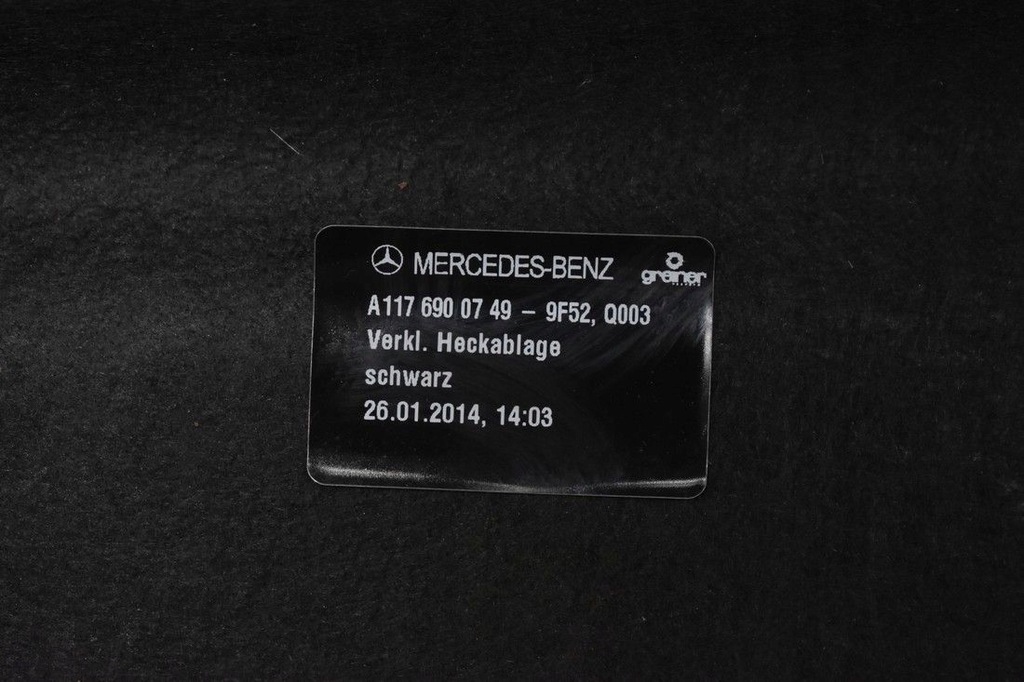 MERCEDES-BENZ greiner
A117 690 07 49 – 9F52, Q003
Verkl. Heckablage
schwarz
26.01.2014, 14:03